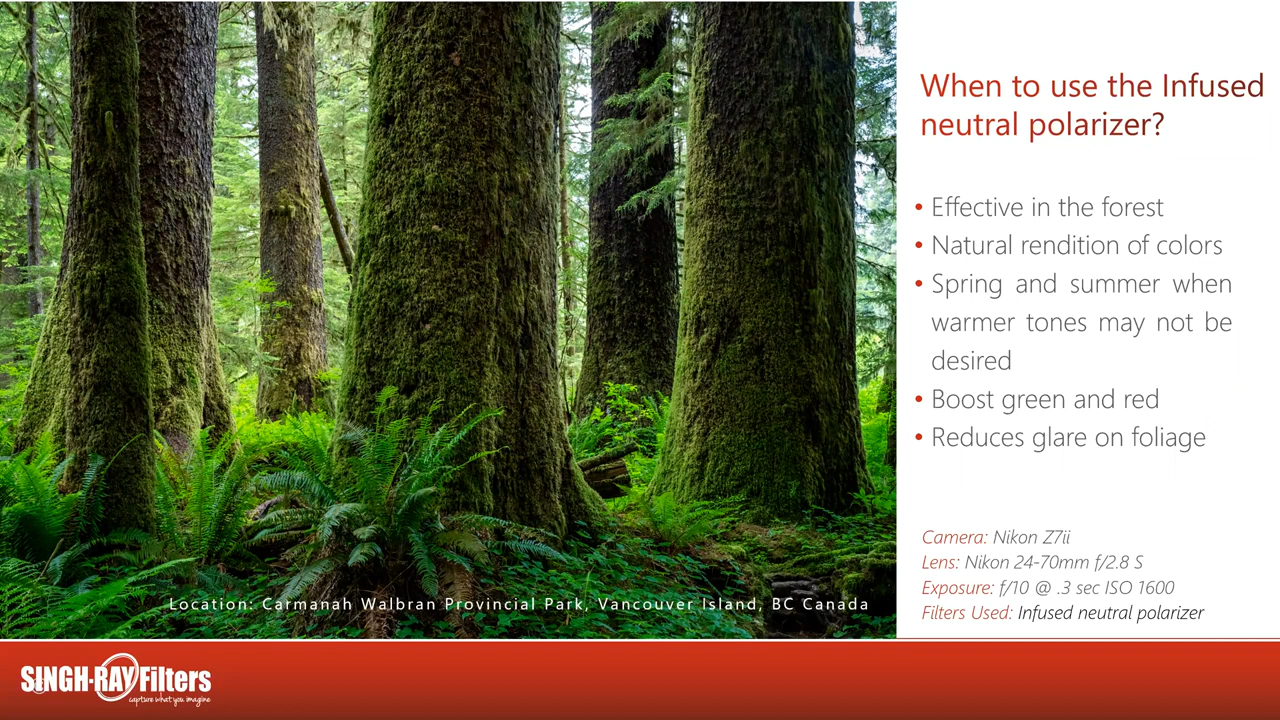 When to use the Infused
neutral polarizer?
• Effective in the forest
• Natural rendition of colors
• Spring and summer when
warmer tones may not be
desired
• Boost green and red
• Reduces glare on foliage
Camera: Nikon Z7ii
Lens: Nikon 24-70mm f/2.8 S
Exposure: f/10 @ .3 sec ISO 1600
Filters Used: Infused neutral polarizer
Location: Carmanah Walbran Provincial Park, Vancouver Island, BC Canada
SINGH-RAY Filters
capture what you imagine